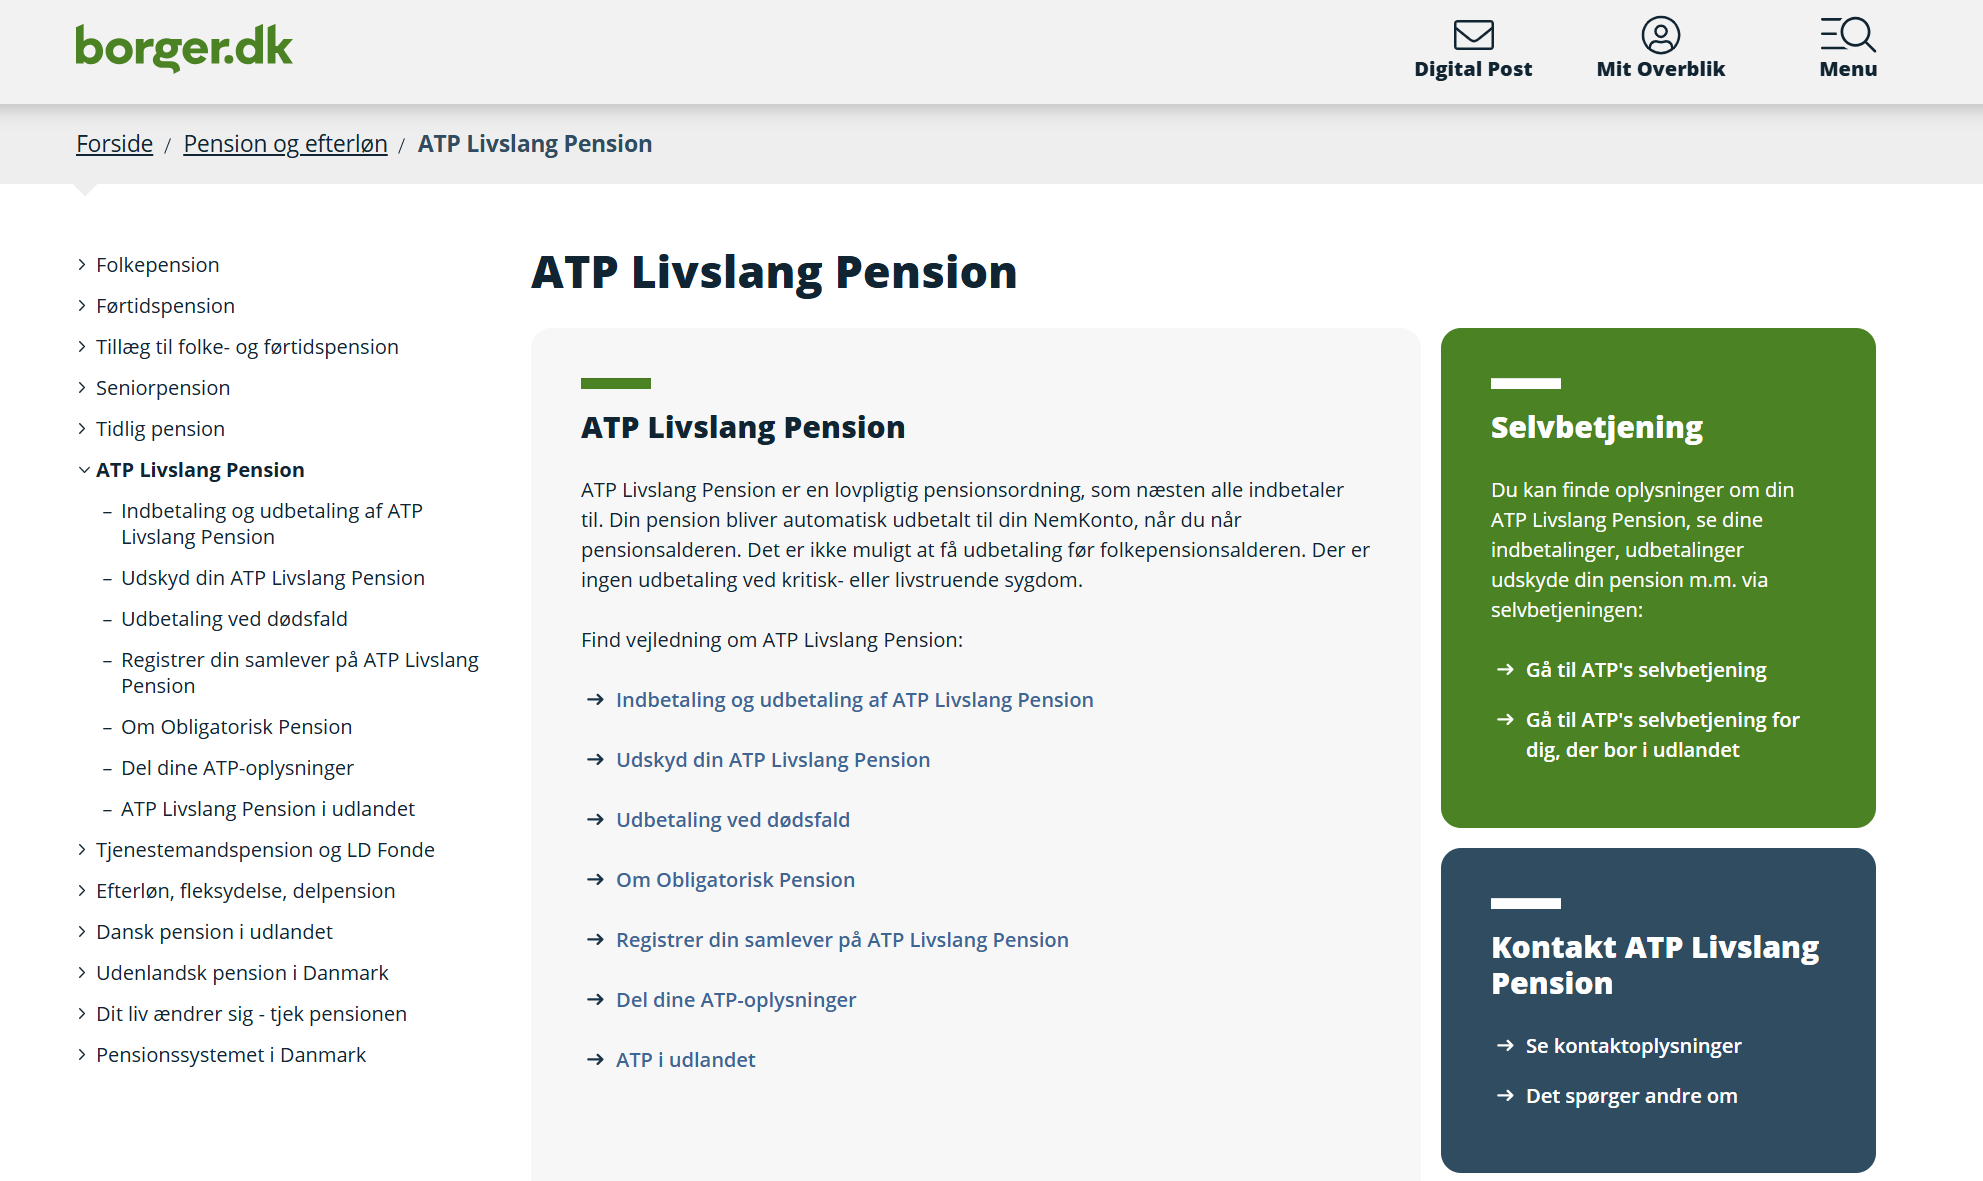 borger.dk
Digital Post
Mit Overblik
Menu
Forside / Pension og efterløn / ATP Livslang Pension
Folkepension
Førtidspension
Tillæg til folke- og førtidspension
Seniorpension
Tidlig pension
ATP Livslang Pension
– Indbetaling og udbetaling af ATP
Livslang Pension
– Udskyd din ATP Livslang Pension
– Udbetaling ved dødsfald
– Registrer din samlever på ATP Livslang
Pension
– Om Obligatorisk Pension
– Del dine ATP-oplysninger
– ATP Livslang Pension i udlandet
Tjenestemandspension og LD Fonde
Efterløn, fleksydelse, delpension
Dansk pension i udlandet
Udenlandsk pension i Danmark
Dit liv ændrer sig - tjek pensionen
Pensionssystemet i Danmark
ATP Livslang Pension
ATP Livslang Pension
ATP Livslang Pension er en lovpligtig pensionsordning, som næsten alle indbetaler
til. Din pension bliver automatisk udbetalt til din NemKonto, når du når
pensionsalderen. Det er ikke muligt at få udbetaling før folkepensionsalderen. Der er
ingen udbetaling ved kritisk- eller livstruende sygdom.
Find vejledning om ATP Livslang Pension:
Indbetaling og udbetaling af ATP Livslang Pension
Udskyd din ATP Livslang Pension
Udbetaling ved dødsfald
Om Obligatorisk Pension
Registrer din samlever på ATP Livslang Pension
Del dine ATP-oplysninger
ATP i udlandet
Selvbetjening
Du kan finde oplysninger om din
ATP Livslang Pension, se dine
indbetalinger, udbetalinger
udskyde din pension m.m. via
selvbetjeningen:
Gå til ATP's selvbetjening
Gå til ATP's selvbetjening for
dig, der bor i udlandet
Kontakt ATP Livslang
Pension
Se kontaktoplysninger
Det spørger andre om